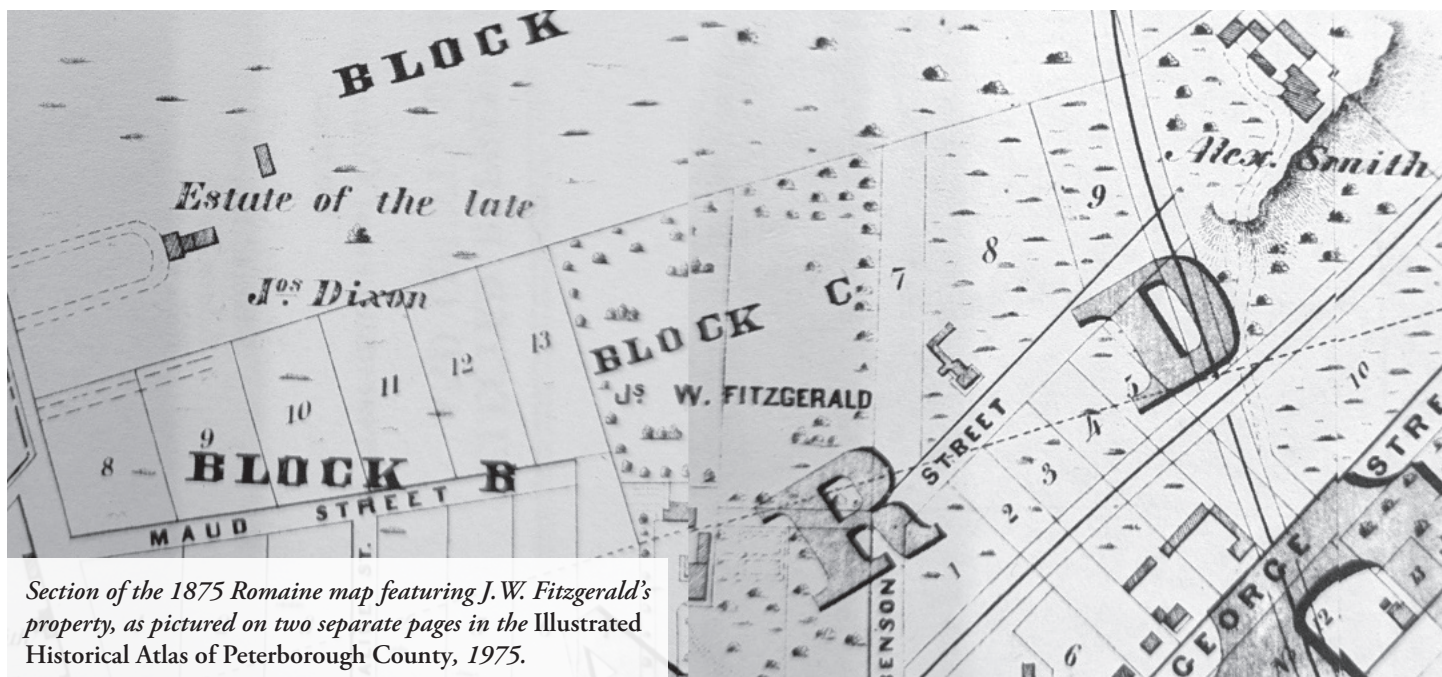 BLOCK
Alex. Smith
Estate of the late
Jos. Dixon
9
8
7
BLOCK C.
Js. W. FITZGERALD
13
12
11
10
9
8
BLOCK B
MAUD STREET
STREET
D
R
5
4
3
2
1
10
STRE
GEORGE
ENSON
ST.
6
12
Section of the 1875 Romaine map featuring J. W. Fitzgerald’s
property, as pictured on two separate pages in the Illustrated
Historical Atlas of Peterborough County, 1975.